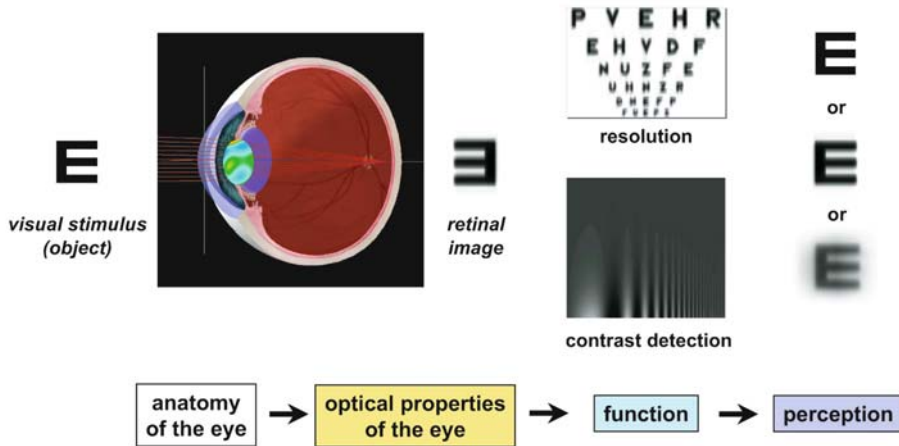 E
visual stimulus
(object)
E
retinal
image
P V E H R
E H V D F
N U Z F E
U H N Z R
resolution
contrast detection
E
or
E
or
E
anatomy
of the eye
optical properties
of the eye
function
perception